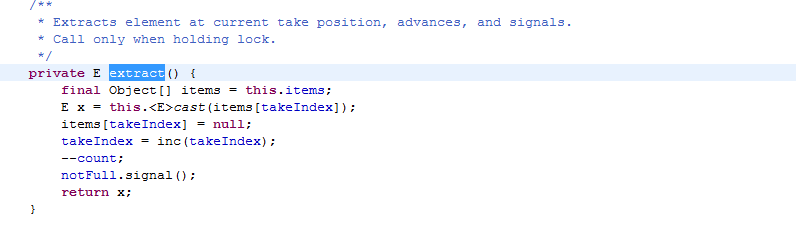 /**
 * Extracts element at current take position, advances, and signals.
 * Call only when holding lock.
 */
private E extract() {
    final Object[] items = this.items;
    E x = this.<E>cast(items[takeIndex]);
    items[takeIndex] = null;
    takeIndex = inc(takeIndex);
    --count;
    notFull.signal();
    return x;
}